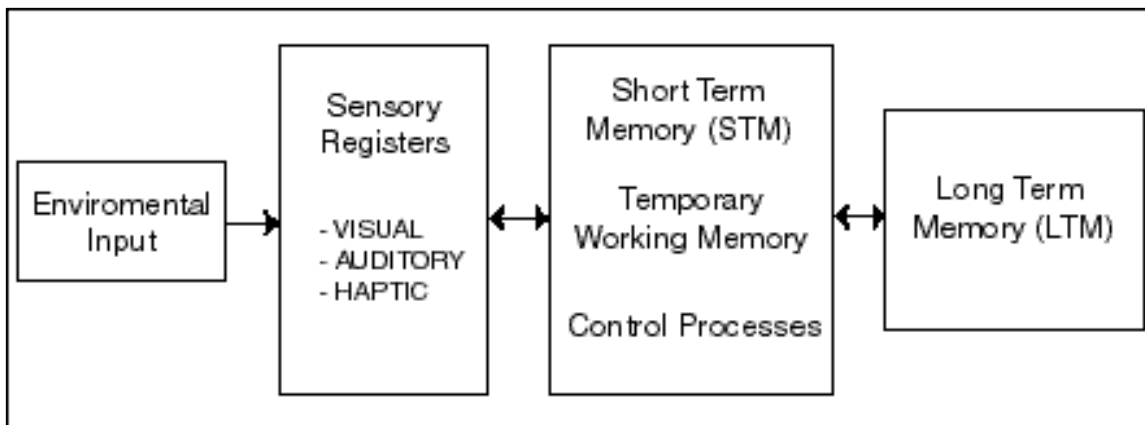 Enviromental
Input
Sensory
Registers
- VISUAL
- AUDITORY
- HAPTIC
Short Term
Memory (STM)
Temporary
Working Memory
Control Processes
Long Term
Memory (LTM)